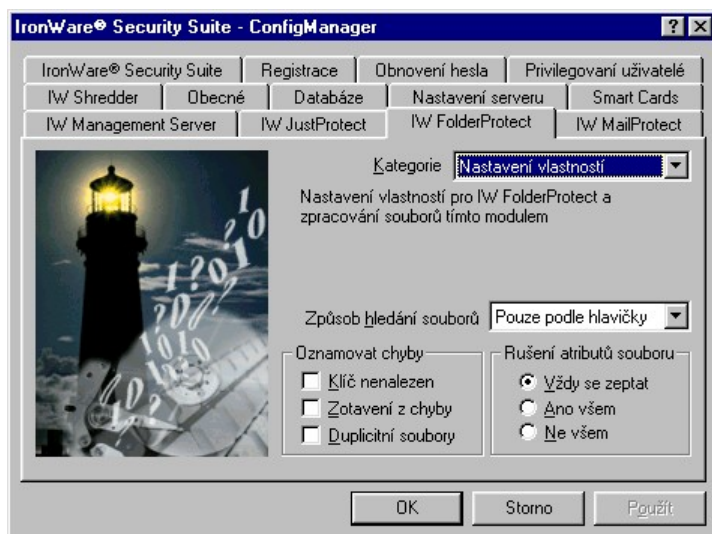 IronWare® Security Suite - ConfigManager
IronWare® Security Suite Registrace Obnovení hesla Privilegovaní uživatelé
IW Shredder Obecné Databáze Nastavení serveru Smart Cards
IW Management Server IW JustProtect IW FolderProtect IW MailProtect
Kategorie Nastavení vlastností
Nastavení vlastností pro IW FolderProtect a
zpracování souborů tímto modulem
Způsob hledání souborů Pouze podle hlavičky
Oznamovat chyby
Klíč nenalezen
Zotavení z chyby
Duplicitní soubory
Rušení atributů souboru
Vždy se zeptat
Ano všem
Ne všem
OK Storno Použít